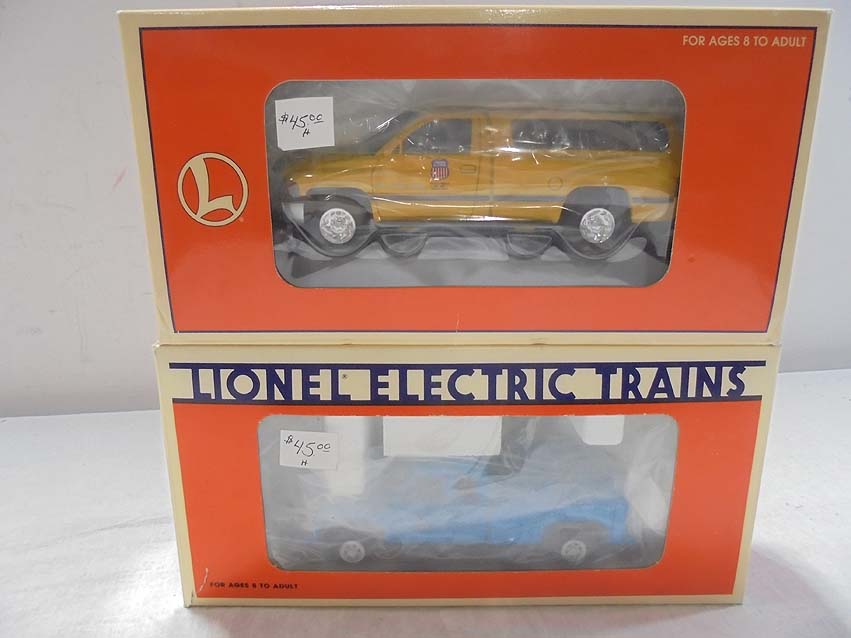 FOR AGES 8 TO ADULT
$45.00
H
L
LIONEL ELECTRIC TRAINS
$45.00
H
FOR AGES 8 TO ADULT